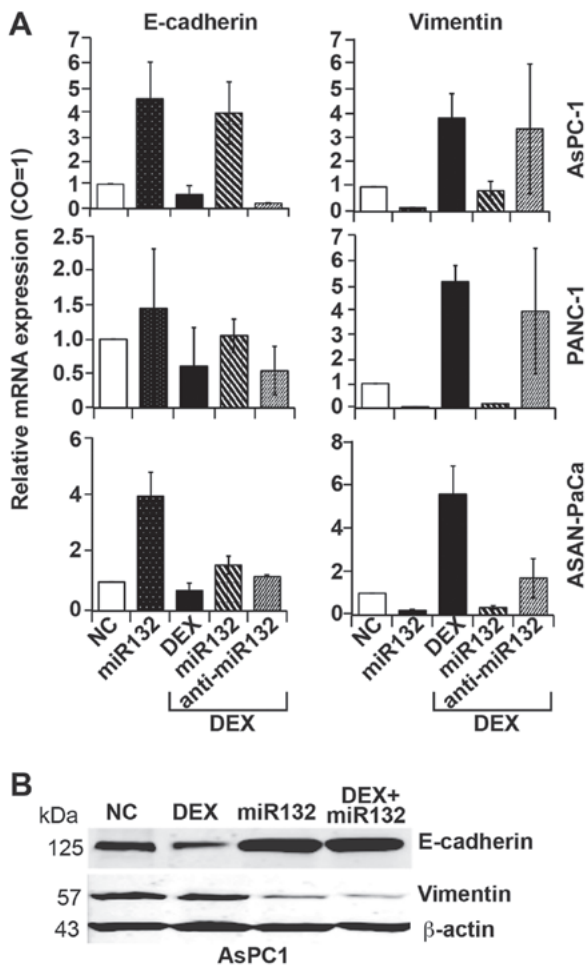 A
E-cadherin
Vimentin
Relative mRNA expression (CO=1)
7
6
5
4
3
2
1
0
7
6
5
4
3
2
1
0
AsPC-1
2.5
2.0
1.5
1.0
0.5
0
7
6
5
4
3
2
1
0
PANC-1
6
4
2
0
8
6
4
2
0
ASAN-PaCa
NC
miR132
DEX
miR132
anti-miR132
DEX
NC
miR132
DEX
miR132
anti-miR132
DEX
B
kDa NC DEX miR132 DEX+ miR132
125 E-cadherin
57 Vimentin
43 β-actin
AsPC1